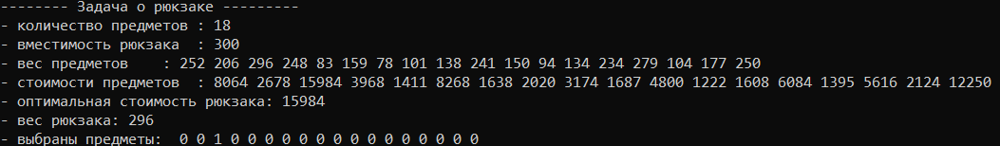 -------- Задача о рюкзаке ---------
- количество предметов : 18
- вместимость рюкзака  : 300
- вес предметов    : 252 206 296 248 83 159 78 101 138 241 150 94 134 234 279 104 177 250
- стоимости предметов  : 8064 2678 15984 3968 1411 8268 1638 2020 3174 1687 4800 1222 1608 6084 1395 5616 2124 12250
- оптимальная стоимость рюкзака: 15984
- вес рюкзака: 296
- выбраны предметы:  0 0 1 0 0 0 0 0 0 0 0 0 0 0 0 0 0 0